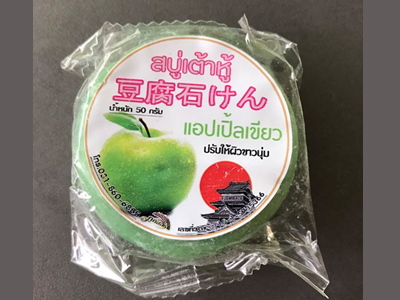 สบู่เต้าหู้
豆腐石けん
น้ำหนัก 50 กรัม
แอปเปิ้ลเขียว
ปรับให้ผิวขาวนุ่ม